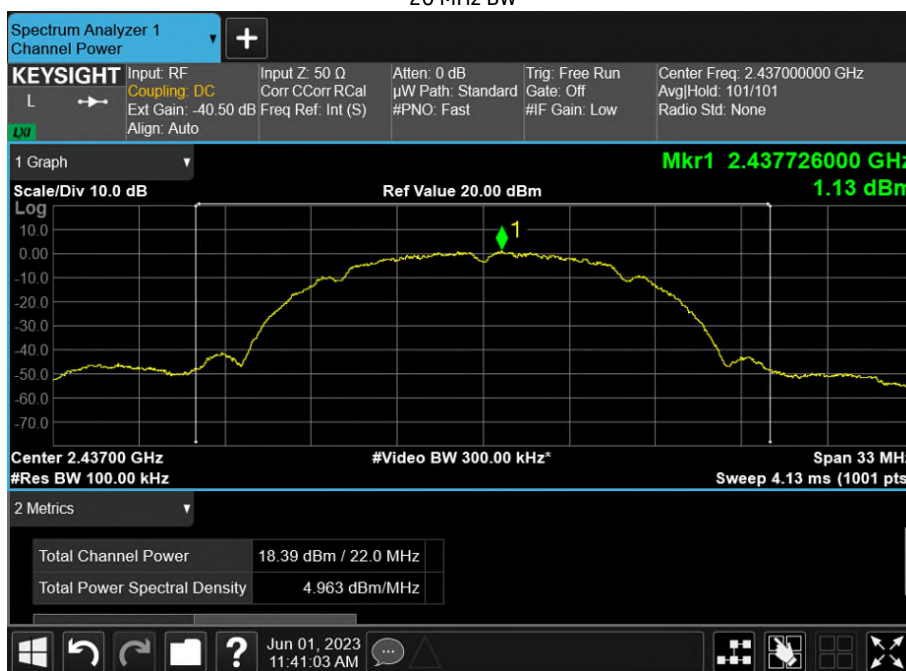 20 MHz BW
Spectrum Analyzer 1
Channel Power
+
KEYSIGHT
L
LXI
Input: RF
Coupling: DC
Ext Gain: -40.50 dB
Align: Auto
Input Z: 50 Ω
Corr CCorr RCal
Freq Ref: Int (S)
Atten: 0 dB
µW Path: Standard
#PNO: Fast
Trig: Free Run
Gate: Off
#IF Gain: Low
Center Freq: 2.437000000 GHz
Avg|Hold: 101/101
Radio Std: None
1 Graph
Mkr1 2.437726000 GHz
Scale/Div 10.0 dB
Ref Value 20.00 dBm
1.13 dBm
Log
10.0
0.00
-10.0
-20.0
-30.0
-40.0
-50.0
-60.0
-70.0
1
Center 2.43700 GHz
#Video BW 300.00 kHz*
Span 33 MHz
#Res BW 100.00 kHz
Sweep 4.13 ms (1001 pts
2 Metrics
Total Channel Power 18.39 dBm / 22.0 MHz
Total Power Spectral Density 4.963 dBm/MHz
?
Jun 01, 2023
11:41:03 AM